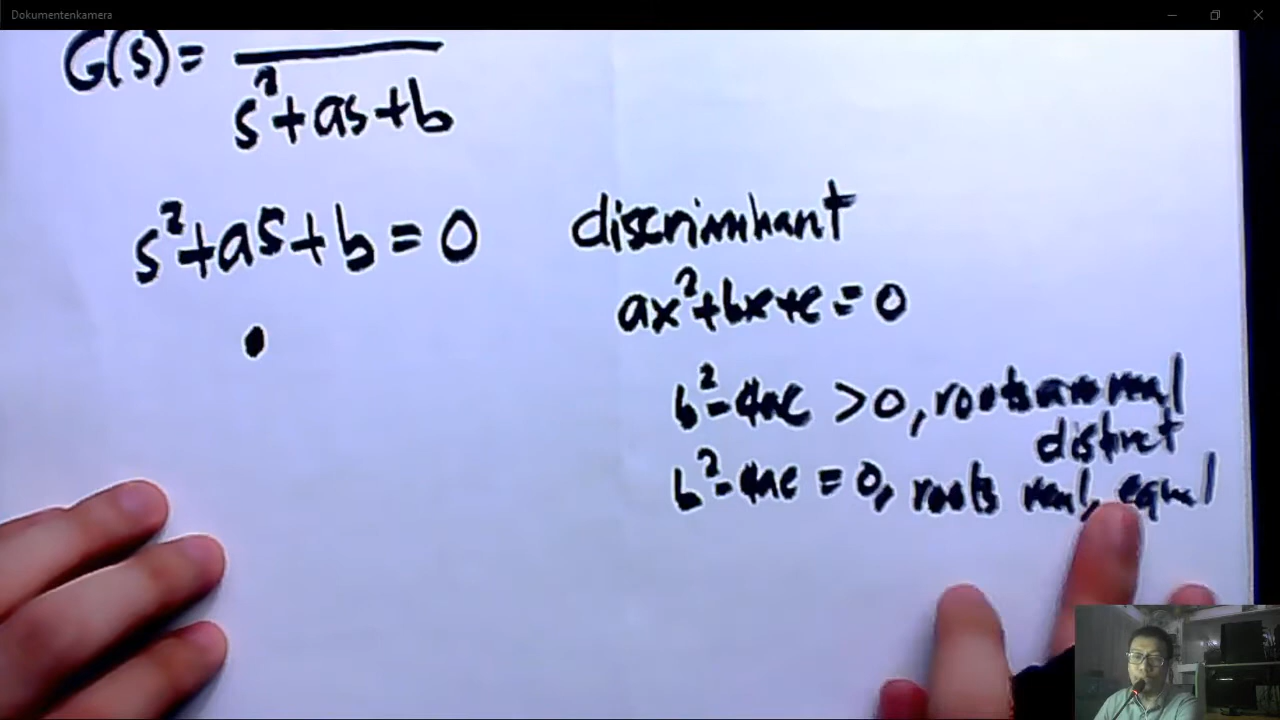 Dokumentenkamera
G(s)=
s²+as+b
s²+as+b=0
discriminant
ax²+bx+c=0
b²-4ac >0, roots are real
distinct
b²-4ac = 0, roots real, equal